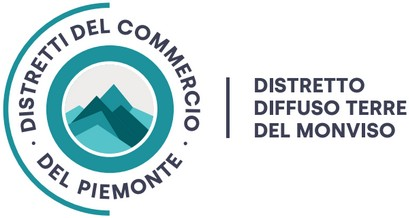 DISTRETTI DEL COMMERCIO
DEL PIEMONTE
DISTRETTO
DIFFUSO TERRE
DEL MONVISO